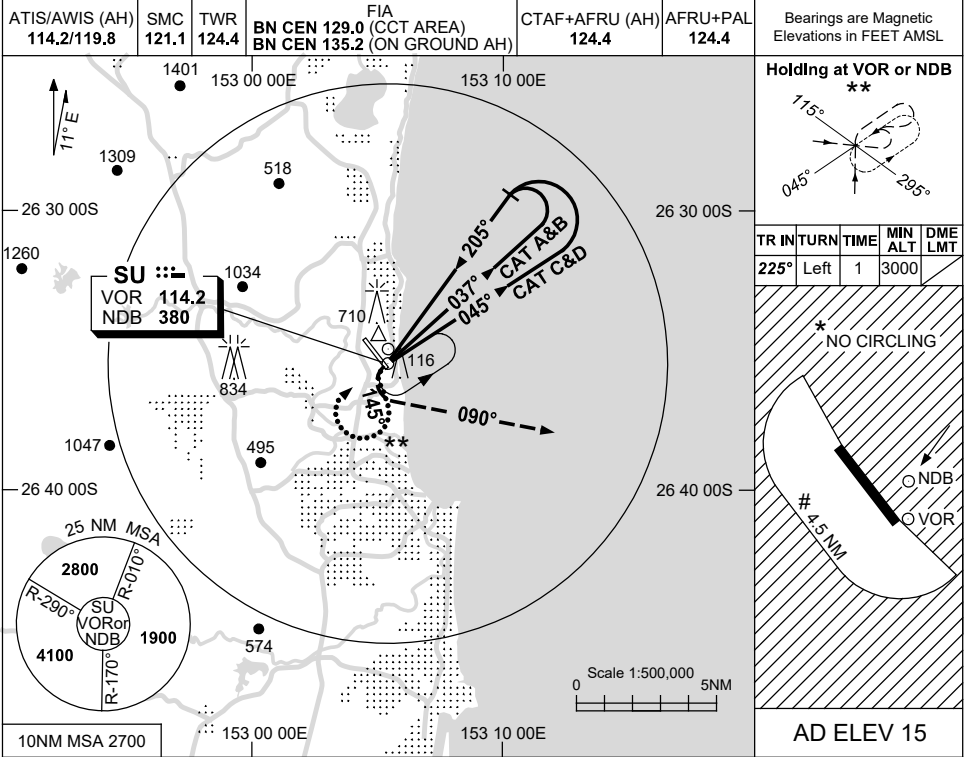 ATIS/AWIS (AH)
114.2/119.8
SMC
121.1
TWR
124.4
FIA
BN CEN 129.0 (CCT AREA)
BN CEN 135.2 (ON GROUND AH)
CTAF+AFRU (AH)
124.4
AFRU+PAL
124.4
Bearings are Magnetic
Elevations in FEET AMSL
1401
153 00 00E
153 10 00E
11° E
1309
518
26 30 00S
26 30 00S
1260
205°
CAT A&B
037°
CAT C&D
045°
SU
VOR 114.2
NDB 380
1034
710
116
834
145°
090°
**
1047
495
26 40 00S
26 40 00S
25 NM MSA
2800
R-010°
R-290°
SU
VORor
NDB
1900
4100
R-170°
574
Scale 1:500,000
0 5NM
10NM MSA 2700
153 00 00E
153 10 00E
Holding at VOR or NDB
**
115°
045°
295°
TR IN TURN TIME MIN ALT DME LMT
225° Left 1 3000
* NO CIRCLING
NDB
VOR
# 4.5 NM
AD ELEV 15